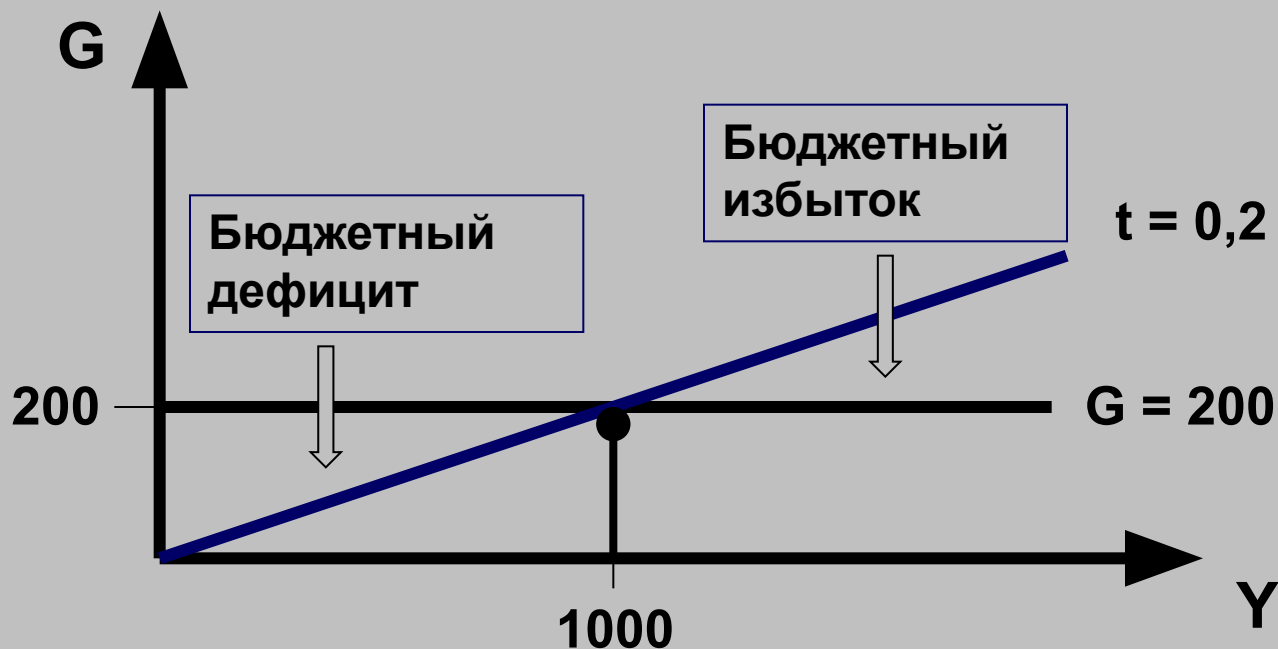 G
Бюджетный
избыток
t = 0,2
Бюджетный
дефицит
200
G = 200
Y
1000